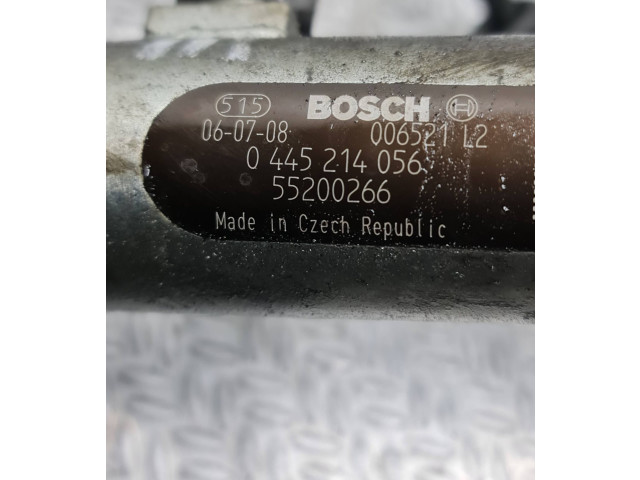 515 BOSCH
06-07-08 006521 L2
0 445 214 056
55200266
Made in Czech Republic